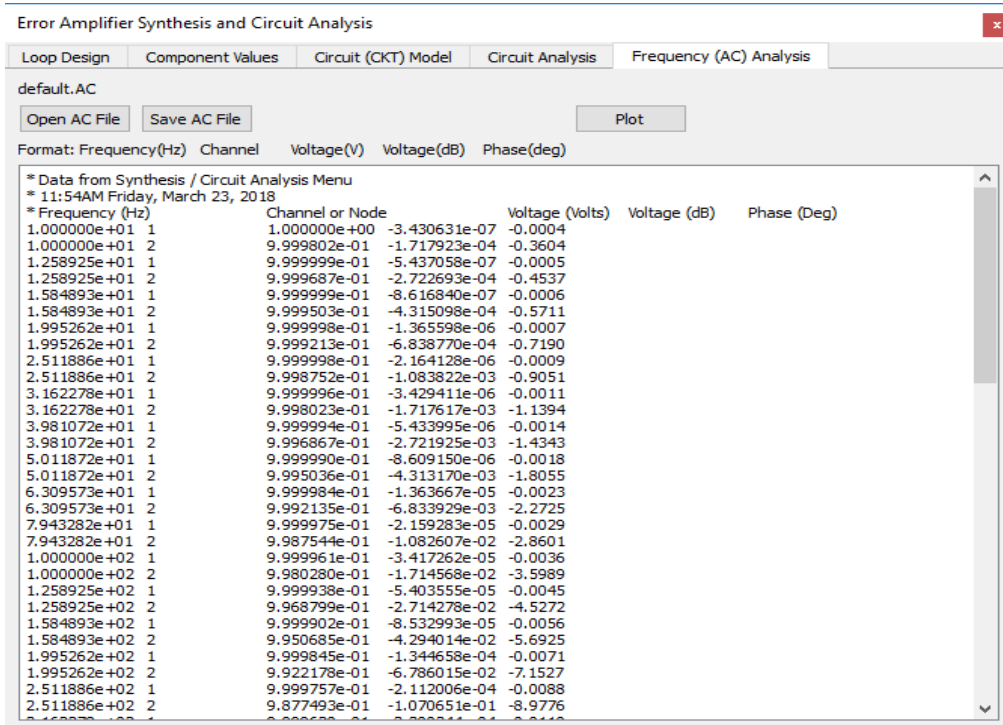 Error Amplifier Synthesis and Circuit Analysis
x
Loop Design Component Values Circuit (CKT) Model Circuit Analysis Frequency (AC) Analysis
default.AC
Open AC File Save AC File Plot
Format: Frequency(Hz) Channel Voltage(V) Voltage(dB) Phase(deg)
* Data from Synthesis / Circuit Analysis Menu
* 11:54AM Friday, March 23, 2018
* Frequency (Hz) Channel or Node Voltage (Volts) Voltage (dB) Phase (Deg)
1.000000e+01 1 1.000000e+00 -3.430631e-07 -0.0004
1.000000e+01 2 9.999802e-01 -1.717923e-04 -0.3604
1.258925e+01 1 9.999999e-01 -5.437058e-07 -0.0005
1.258925e+01 2 9.999687e-01 -2.722693e-04 -0.4537
1.584893e+01 1 9.999999e-01 -8.616840e-07 -0.0006
1.584893e+01 2 9.999503e-01 -4.315098e-04 -0.5711
1.995262e+01 1 9.999998e-01 -1.365598e-06 -0.0007
1.995262e+01 2 9.999213e-01 -6.838770e-04 -0.7190
2.511886e+01 1 9.999998e-01 -2.164128e-06 -0.0009
2.511886e+01 2 9.998752e-01 -1.083822e-03 -0.9051
3.162278e+01 1 9.999996e-01 -3.429411e-06 -0.0011
3.162278e+01 2 9.998023e-01 -1.717617e-03 -1.1394
3.981072e+01 1 9.999994e-01 -5.433995e-06 -0.0014
3.981072e+01 2 9.996867e-01 -2.721925e-03 -1.4343
5.011872e+01 1 9.999990e-01 -8.609150e-06 -0.0018
5.011872e+01 2 9.995036e-01 -4.313170e-03 -1.8055
6.309573e+01 1 9.999984e-01 -1.363667e-05 -0.0023
6.309573e+01 2 9.992135e-01 -6.833929e-03 -2.2725
7.943282e+01 1 9.999975e-01 -2.159283e-05 -0.0029
7.943282e+01 2 9.987544e-01 -1.082607e-02 -2.8601
1.000000e+02 1 9.999961e-01 -3.417262e-05 -0.0036
1.000000e+02 2 9.980280e-01 -1.714568e-02 -3.5989
1.258925e+02 1 9.999938e-01 -5.403555e-05 -0.0045
1.258925e+02 2 9.968799e-01 -2.714278e-02 -4.5272
1.584893e+02 1 9.999902e-01 -8.532993e-05 -0.0056
1.584893e+02 2 9.950685e-01 -4.294014e-02 -5.6925
1.995262e+02 1 9.999845e-01 -1.344658e-04 -0.0071
1.995262e+02 2 9.922178e-01 -6.786015e-02 -7.1527
2.511886e+02 1 9.999757e-01 -2.112006e-04 -0.0088
2.511886e+02 2 9.877493e-01 -1.070651e-01 -8.9776